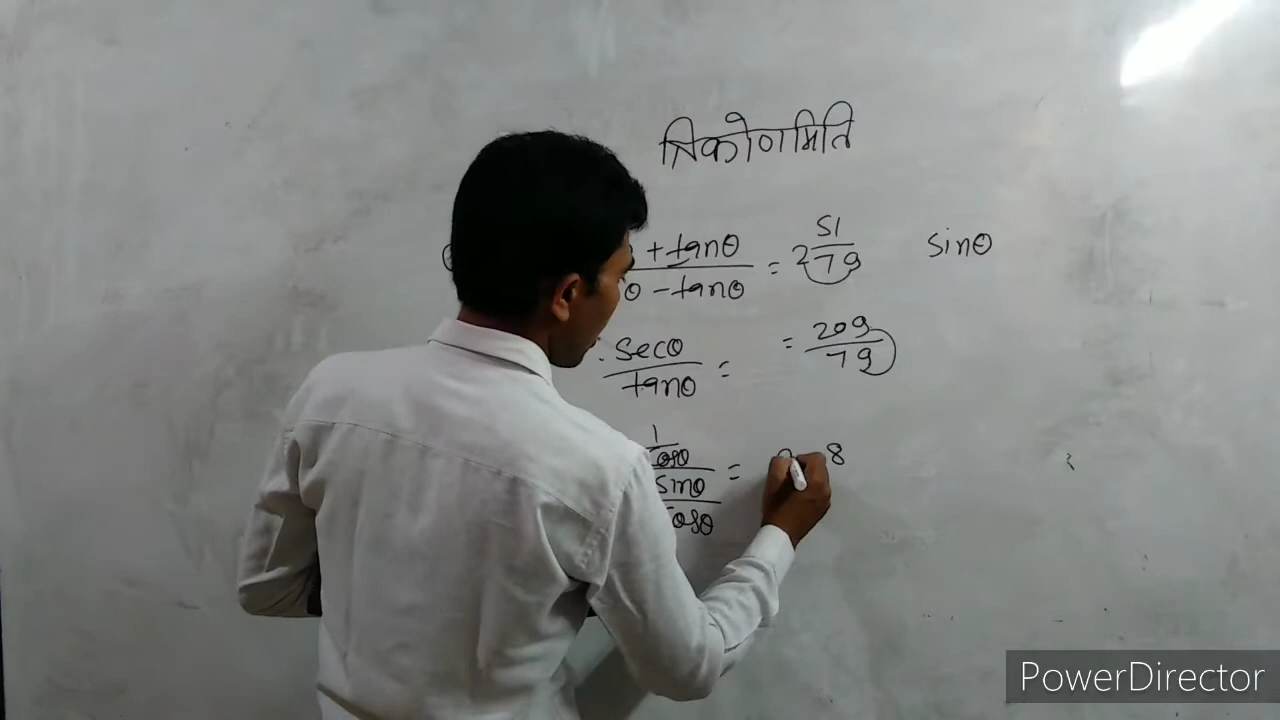 त्रिकोणमिति
θ + tanθ / θ - tanθ = 2 51/79 sinθ
secθ / tanθ = = 209/79
1/cosθ / sinθ/cosθ = 8
PowerDirector